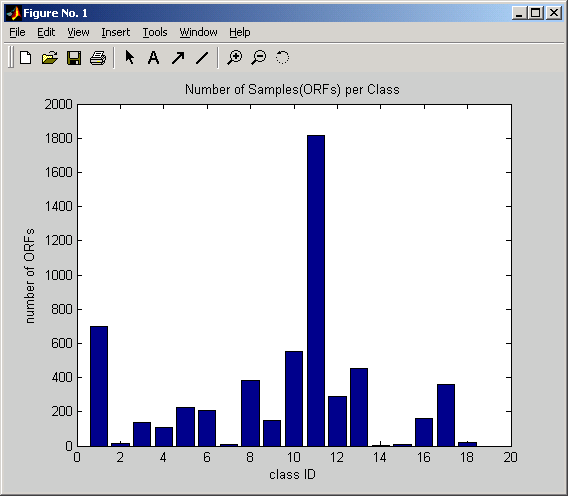 Figure No. 1
File Edit View Insert Tools Window Help
A
Number of Samples(ORFs) per Class
2000
1800
1600
1400
1200
1000
800
600
400
200
0
number of ORFs
0 2 4 6 8 10 12 14 16 18 20
class ID